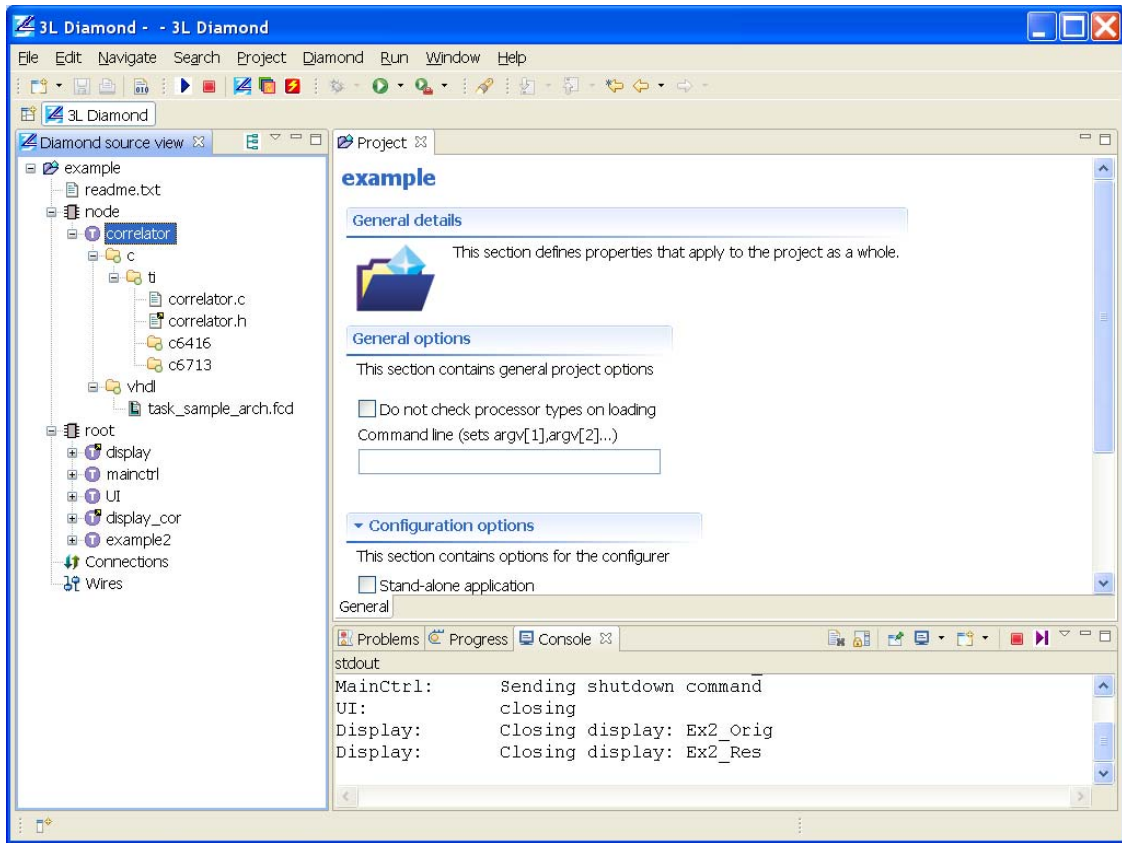 3L Diamond - - 3L Diamond
File Edit Navigate Search Project Diamond Run Window Help
010
3L Diamond
Diamond source view
example
readme.txt
node
correlator
c
ti
correlator.c
correlator.h
c6416
c6713
vhdl
task_sample_arch.fcd
root
display
mainctrl
UI
display_cor
example2
Connections
Wires
Project
example
General details
This section defines properties that apply to the project as a whole.
General options
This section contains general project options
Do not check processor types on loading
Command line (sets argv[1],argv[2]...)
Configuration options
This section contains options for the configurer
Stand-alone application
General
Problems Progress Console
stdout
MainCtrl: Sending shutdown command
UI: closing
Display: Closing display: Ex2_Orig
Display: Closing display: Ex2_Res